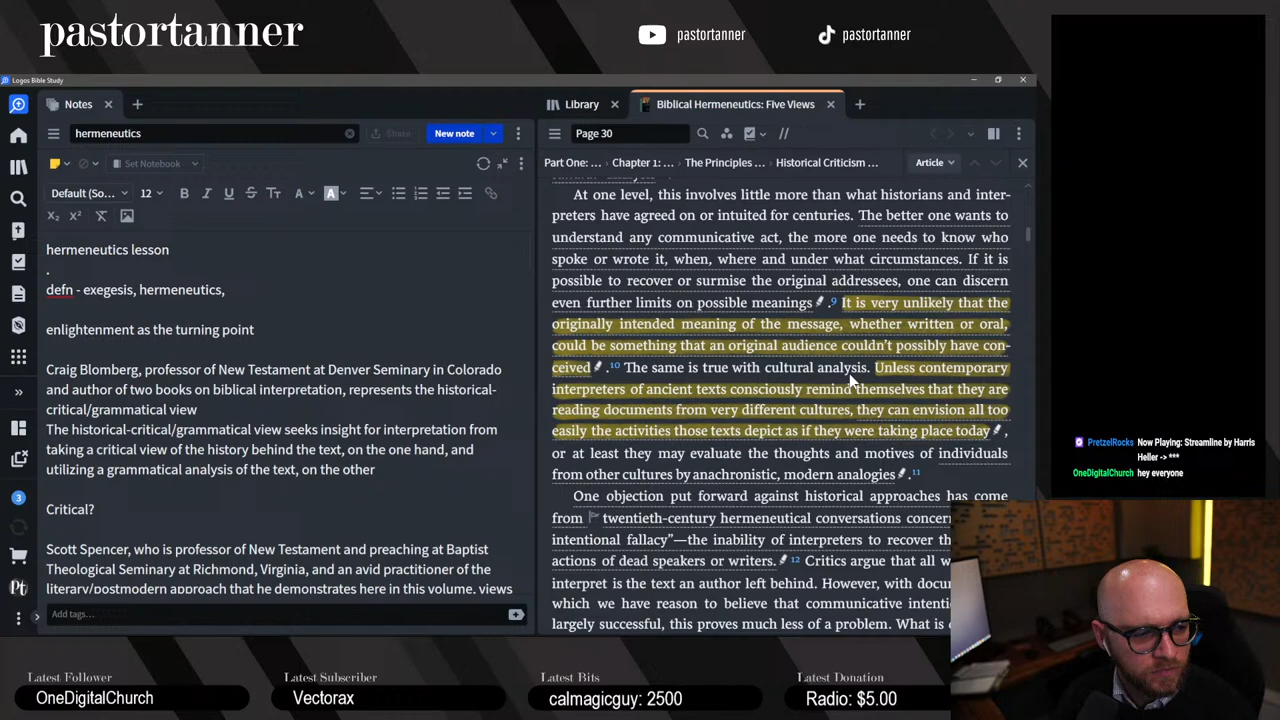 pastortanner
pastortanner
pastortanner
Logos Bible Study
Notes
Library
Biblical Hermeneutics: Five Views
hermeneutics
Share
New note
Page 30
Set Notebook
Part One: ...
Chapter 1: ...
The Principles ...
Historical Criticism ...
Article
Default (So...
12
hermeneutics lesson
.
defn - exegesis, hermeneutics,
enlightenment as the turning point
Craig Blomberg, professor of New Testament at Denver Seminary in Colorado
and author of two books on biblical interpretation, represents the historical-
critical/grammatical view
The historical-critical/grammatical view seeks insight for interpretation from
taking a critical view of the history behind the text, on the one hand, and
utilizing a grammatical analysis of the text, on the other
Critical?
Scott Spencer, who is professor of New Testament and preaching at Baptist
Theological Seminary at Richmond, Virginia, and an avid practitioner of the
literary/postmodern approach that he demonstrates here in this volume, views
Add tags...
3
At one level, this involves little more than what historians and inter-
preters have agreed on or intuited for centuries. The better one wants to
understand any communicative act, the more one needs to know who
spoke or wrote it, when, where and under what circumstances. If it is
possible to recover or surmise the original addressees, one can discern
even further limits on possible meanings.9 It is very unlikely that the
originally intended meaning of the message, whether written or oral,
could be something that an original audience couldn't possibly have con-
ceived.10 The same is true with cultural analysis. Unless contemporary
interpreters of ancient texts consciously remind themselves that they are
reading documents from very different cultures, they can envision all too
easily the activities those texts depict as if they were taking place today,
or at least they may evaluate the thoughts and motives of individuals
from other cultures by anachronistic, modern analogies.11
One objection put forward against historical approaches has come
from twentieth-century hermeneutical conversations concer
intentional fallacy"—the inability of interpreters to recover th
actions of dead speakers or writers.12 Critics argue that all w
interpret is the text an author left behind. However, with docu
which we have reason to believe that communicative intenti
largely successful, this proves much less of a problem. What is
PretzelRocks Now Playing: Streamline by Harris
Heller -> ***
OneDigitalChurch hey everyone
Latest Follower
OneDigitalChurch
Latest Subscriber
Vectorax
Latest Bits
calmagicguy: 2500
Latest Donation
Radio: $5.00